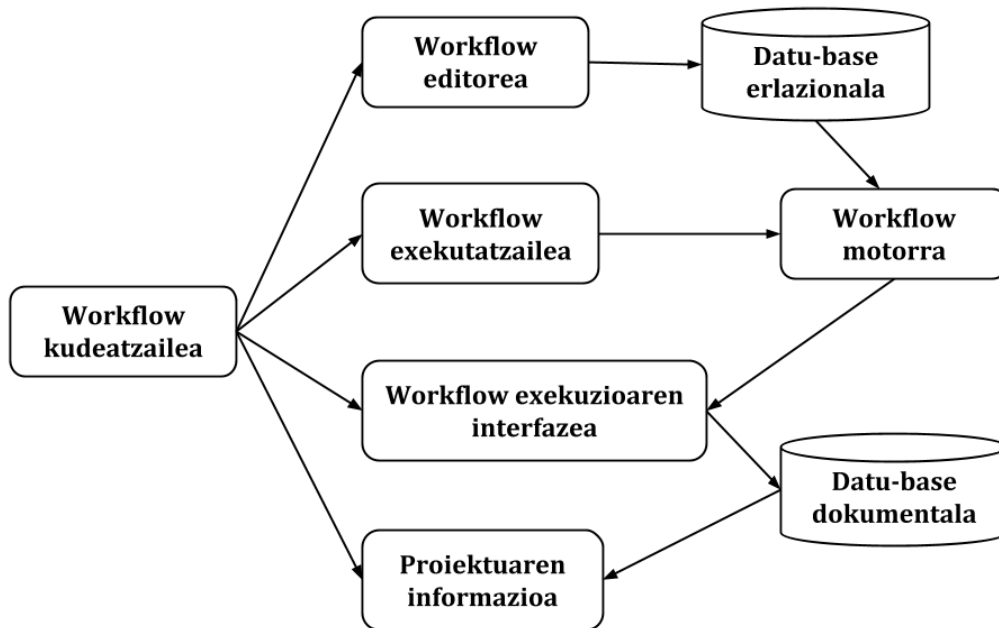 Workflow
editorea
Datu-base
erlazionala
Workflow
exekutatzailea
Workflow
motorra
Workflow
kudeatzailea
Workflow exekuzioaren
interfazea
Datu-base
dokumentala
Proiektuaren
informazioa